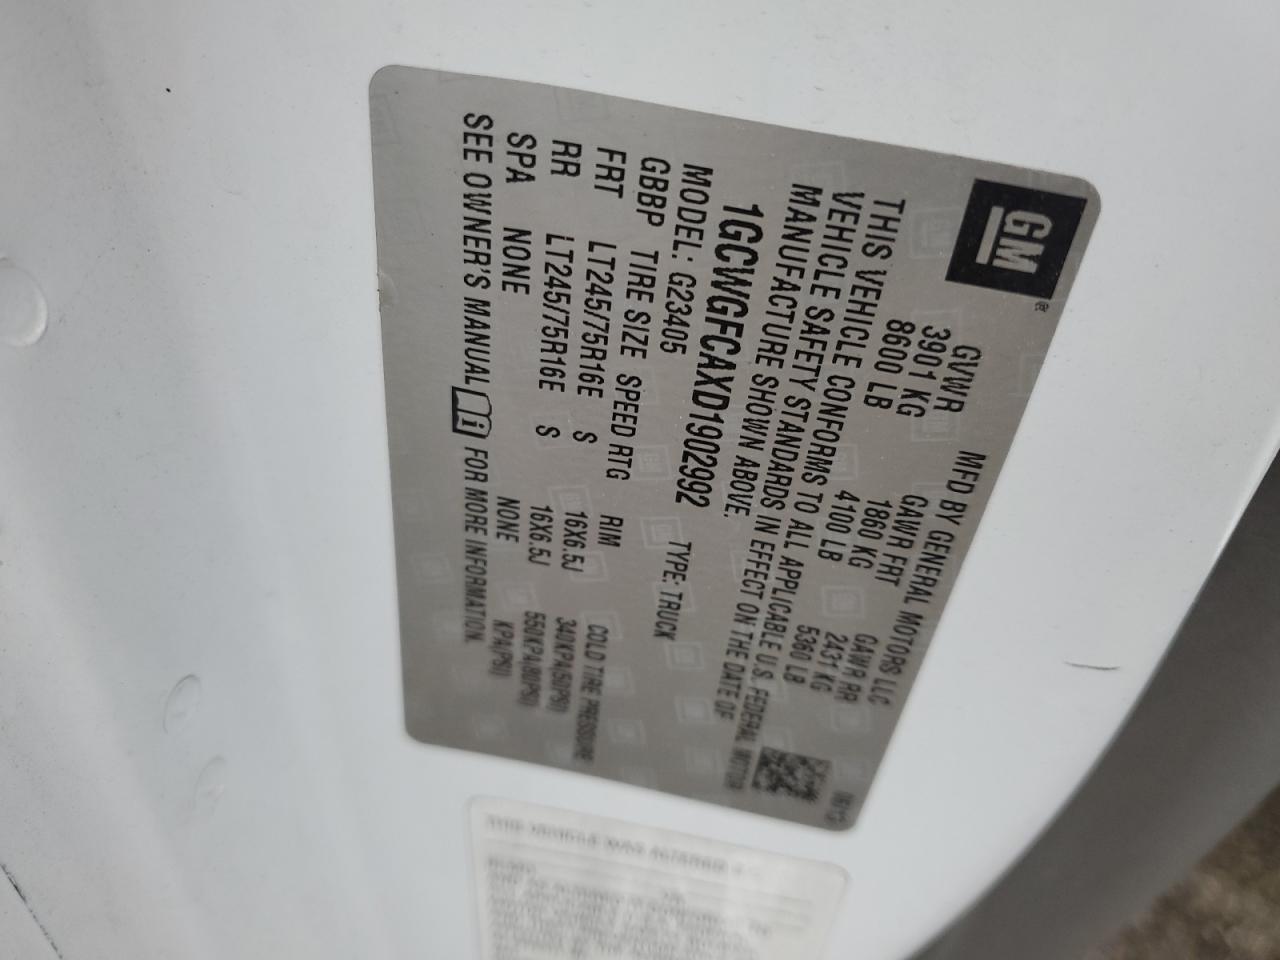 GM
MFD BY GENERAL MOTORS LLC
GVWR GAWR FRT GAWR RR
3901 KG 1860 KG 2431 KG
8600 LB 4100 LB 5360 LB
THIS VEHICLE CONFORMS TO ALL APPLICABLE U.S. FEDERAL MOTOR
VEHICLE SAFETY STANDARDS IN EFFECT ON THE DATE OF
MANUFACTURE SHOWN ABOVE.
1GCWGFCAXD1902992 TYPE: TRUCK
MODEL: G23405
GBBP TIRE SIZE SPEED RTG RIM COLD TIRE PRESSURE
FRT LT245/75R16E S 16X6.5J 340KPA(50PSI)
RR LT245/75R16E S 16X6.5J 550KPA(80PSI)
SPA NONE NONE KPA(PSI)
SEE OWNER'S MANUAL FOR MORE INFORMATION.